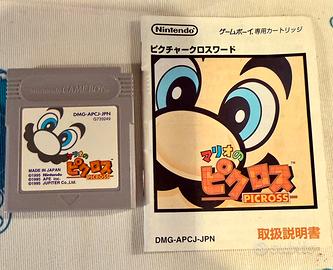 Nintendo GAME BOY
DMG-APCJ-JPN
G739249
マリオの
ピクロス
PICROSS
MADE IN JAPAN
©1995 Nintendo
©1995 APE inc.
©1995 JUPITER Co., Ltd.
Nintendo
ゲームボーイ専用カートリッジ
ピクチャークロスワード
マリオの
ピクロス
PICROSS
TM
DMG-APCJ-JPN
取扱説明書